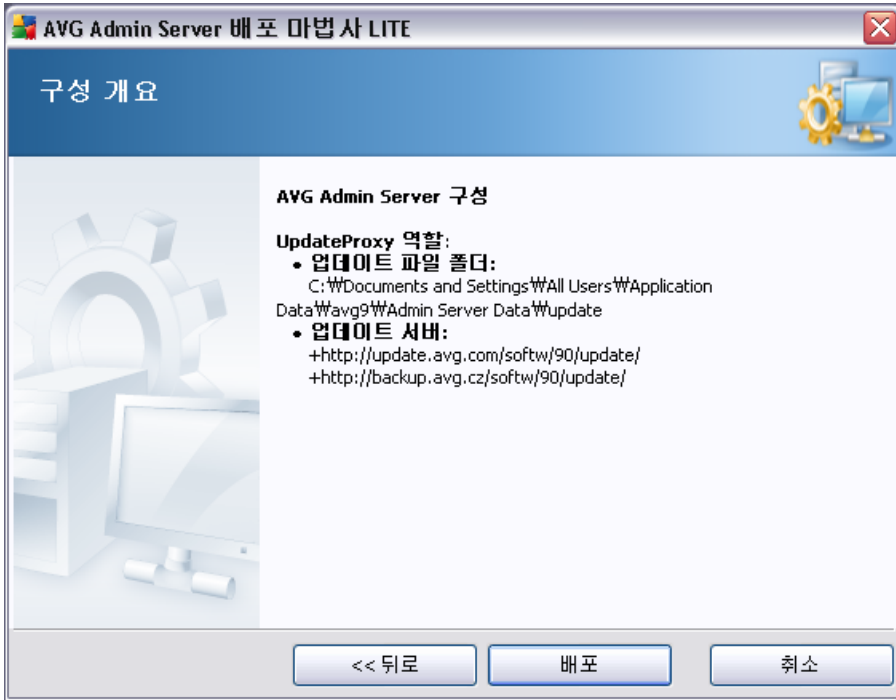 AVG Admin Server 배포 마법사 LITE
구성 개요
AVG Admin Server 구성
UpdateProxy 역할:
• 업데이트 파일 폴더:
C:₩Documents and Settings₩All Users₩Application
Data₩avg9₩Admin Server Data₩update
• 업데이트 서버:
+http://update.avg.com/softw/90/update/
+http://backup.avg.cz/softw/90/update/
<< 뒤로
배포
취소